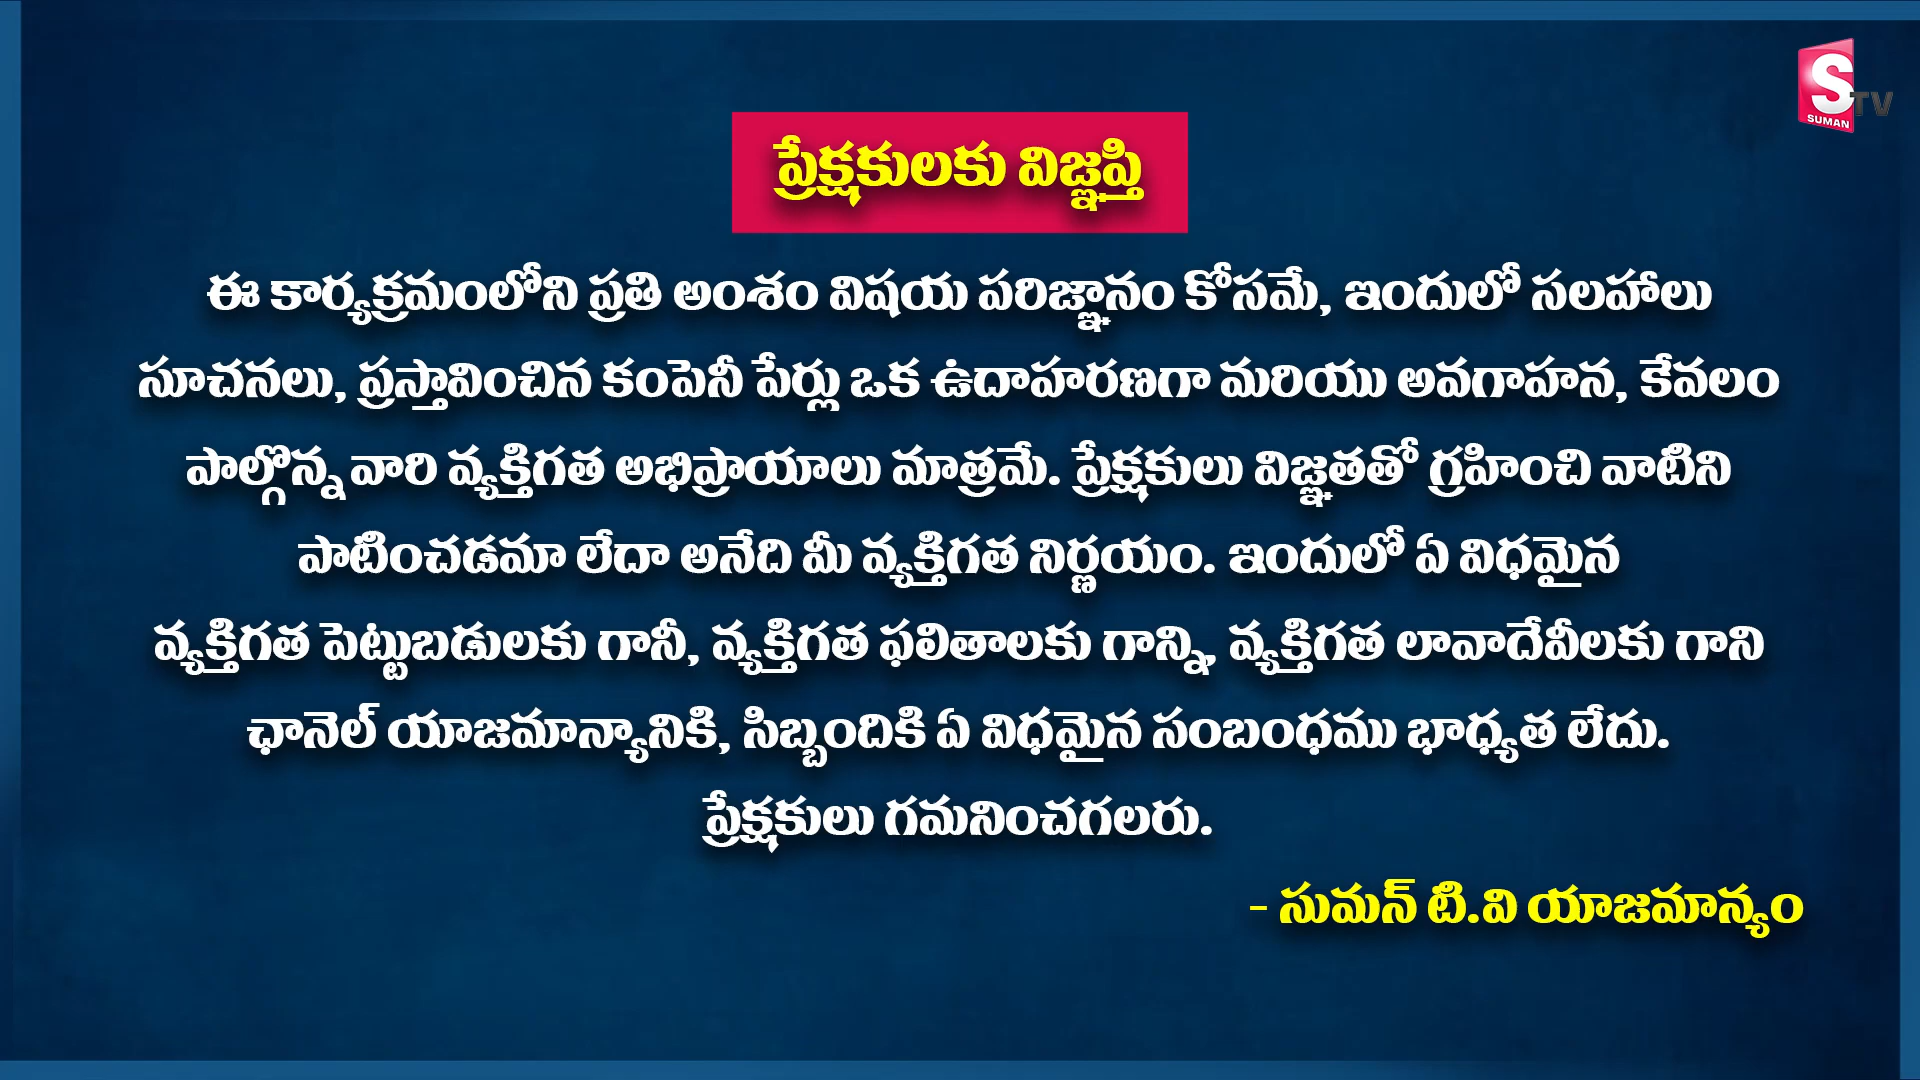 S TV
SUMAN
ప్రేక్షకులకు విజ్ఞప్తి
ఈ కార్యక్రమంలోని ప్రతి అంశం విషయ పరిజ్ఞానం కోసమే, ఇందులో సలహాలు
సూచనలు, ప్రస్తావించిన కంపెనీ పేర్లు ఒక ఉదాహరణగా మరియు అవగాహన, కేవలం
పాల్గొన్న వారి వ్యక్తిగత అభిప్రాయాలు మాత్రమే. ప్రేక్షకులు విజ్ఞతతో గ్రహించి వాటిని
పాటించడమా లేదా అనేది మీ వ్యక్తిగత నిర్ణయం. ఇందులో ఏ విధమైన
వ్యక్తిగత పెట్టుబడులకు గానీ, వ్యక్తిగత ఫలితాలకు గాన్ని, వ్యక్తిగత లావాదేవీలకు గాని
ఛానెల్ యాజమాన్యానికి, సిబ్బందికి ఏ విధమైన సంబంధము భాధ్యత లేదు.
ప్రేక్షకులు గమనించగలరు.
- సుమన్ టి.వి యాజమాన్యం